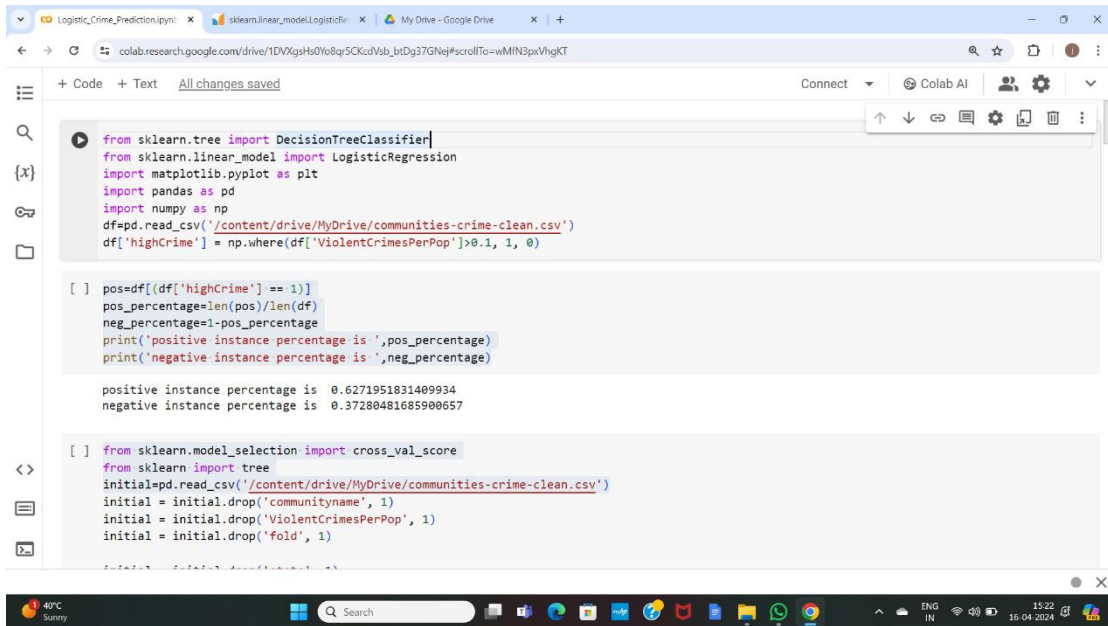 Logistic_Crime_Prediction.ipynb
sklearn.linear_model.LogisticRe
My Drive - Google Drive
colab.research.google.com/drive/1DVXgsHs0Yo8qr5CKcdVsb_btDg37GNej#scrollTo=wMfN3pxVhgKT
+ Code + Text All changes saved
Connect
Colab AI
from sklearn.tree import DecisionTreeClassifier
from sklearn.linear_model import LogisticRegression
import matplotlib.pyplot as plt
import pandas as pd
import numpy as np
df=pd.read_csv('/content/drive/MyDrive/communities-crime-clean.csv')
df['highCrime'] = np.where(df['ViolentCrimesPerPop']>0.1, 1, 0)
[ ] pos=df[(df['highCrime'] == 1)]
pos_percentage=len(pos)/len(df)
neg_percentage=1-pos_percentage
print('positive instance percentage is ',pos_percentage)
print('negative instance percentage is ',neg_percentage)
positive instance percentage is 0.6271951831409934
negative instance percentage is 0.37280481685900657
[ ] from sklearn.model_selection import cross_val_score
from sklearn import tree
initial=pd.read_csv('/content/drive/MyDrive/communities-crime-clean.csv')
initial = initial.drop('communityname', 1)
initial = initial.drop('ViolentCrimesPerPop', 1)
initial = initial.drop('fold', 1)
{x}
<>
40°C
Sunny
Search
ENG
IN
15:22
16-04-2024